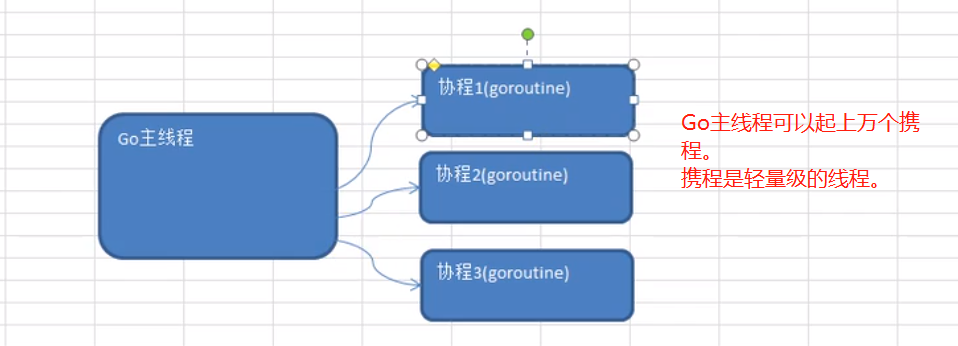 Go主线程
协程1(goroutine)
协程2(goroutine)
协程3(goroutine)
Go主线程可以起上万个携
程。
携程是轻量级的线程。